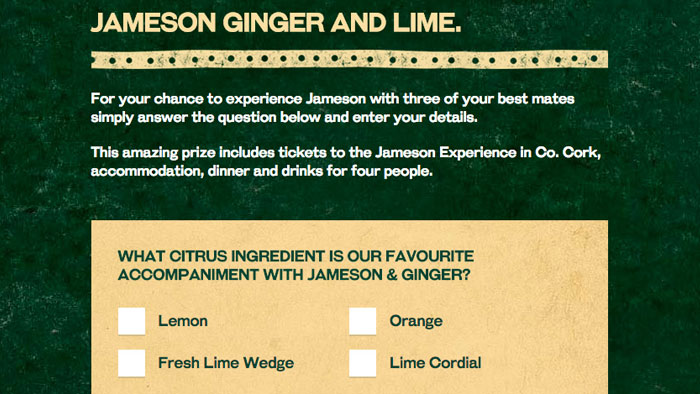 JAMESON GINGER AND LIME.
For your chance to experience Jameson with three of your best mates
simply answer the question below and enter your details.
This amazing prize includes tickets to the Jameson Experience in Co. Cork,
accommodation, dinner and drinks for four people.
WHAT CITRUS INGREDIENT IS OUR FAVOURITE
ACCOMPANIMENT WITH JAMESON & GINGER?
Lemon
Orange
Fresh Lime Wedge
Lime Cordial